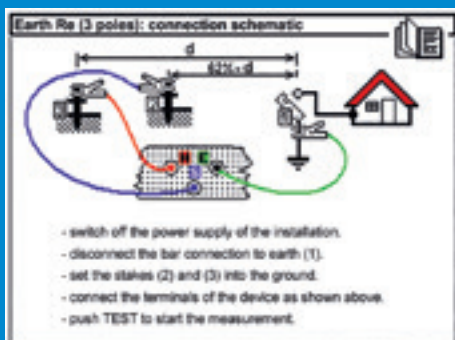 Earth Re (3 poles): connection schematic
d
62%·d
H E
S
- switch off the power supply of the installation.
- disconnect the bar connection to earth (1).
- set the stakes (2) and (3) into the ground.
- connect the terminals of the device as shown above.
- push TEST to start the measurement.